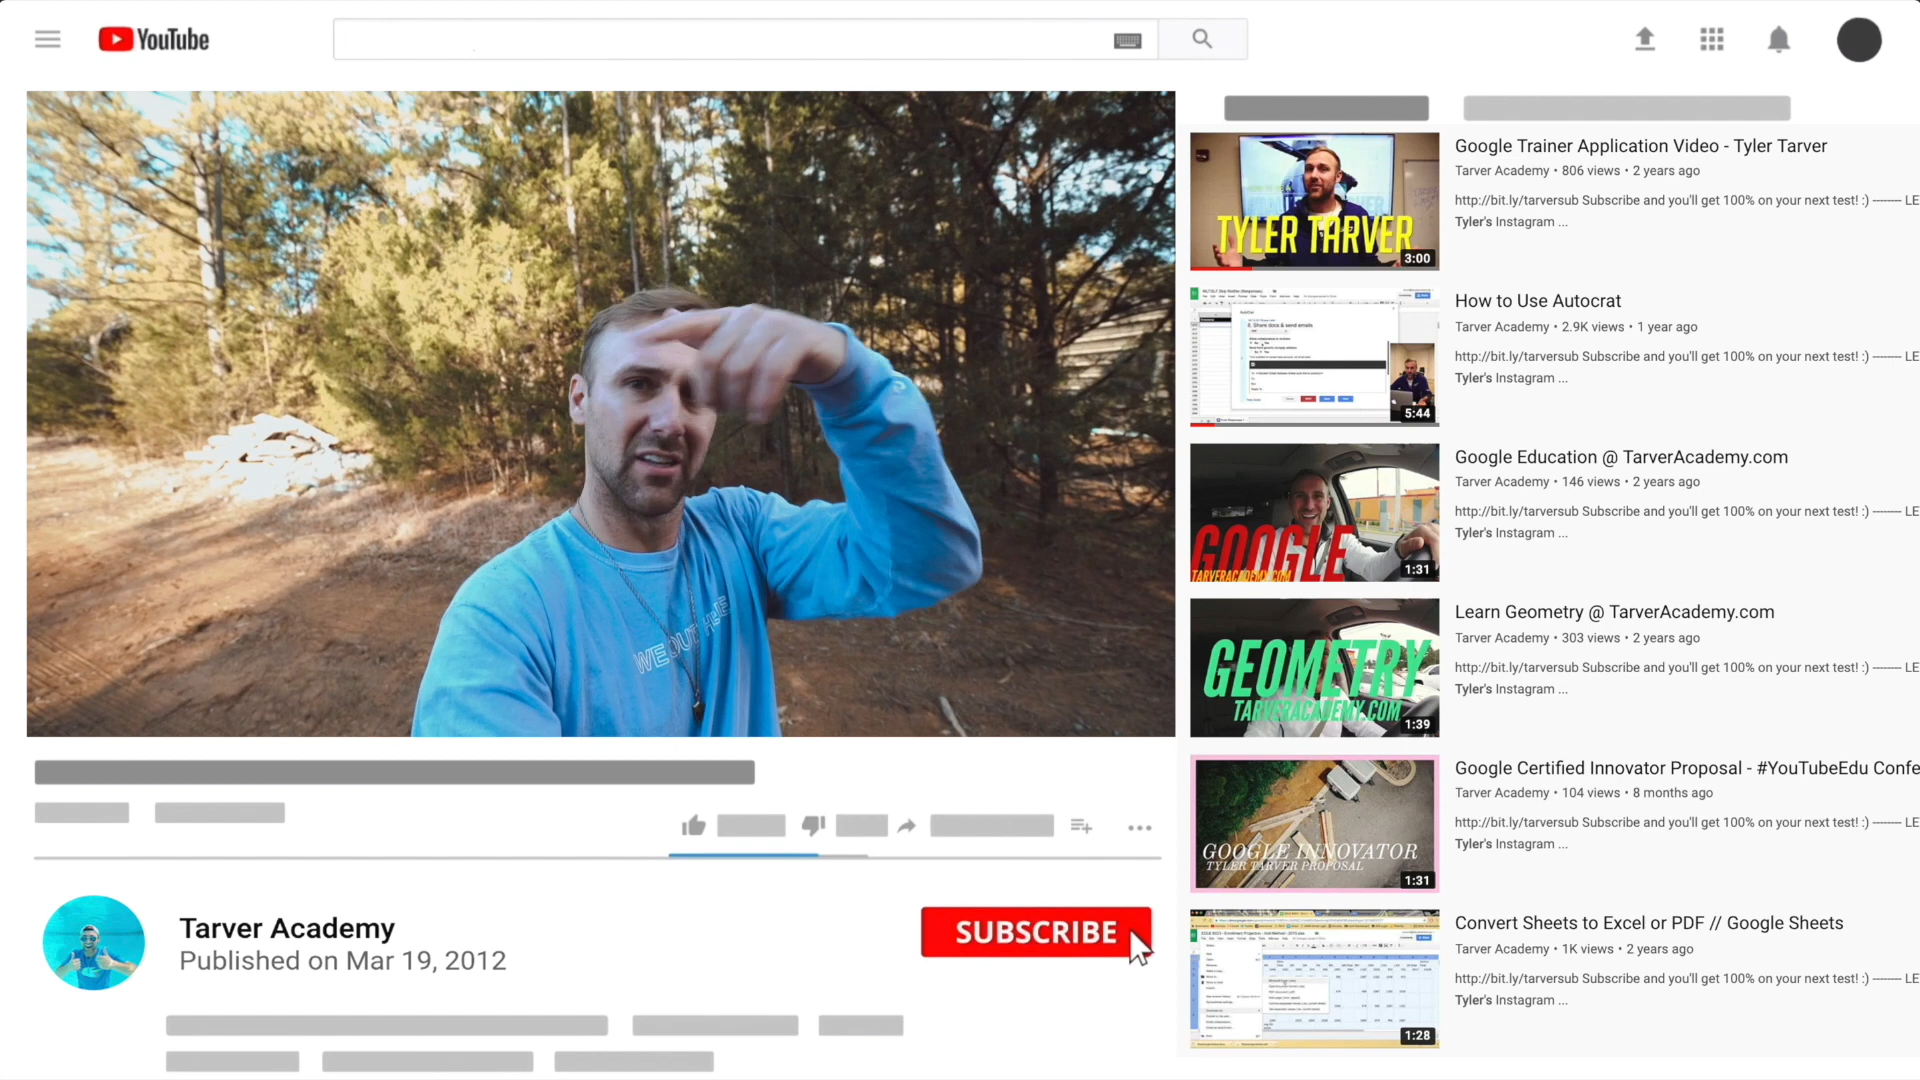 YouTube
WE OUT HERE
Tarver Academy
Published on Mar 19, 2012
SUBSCRIBE
TYLER TARVER
3:00
Google Trainer Application Video - Tyler Tarver
Tarver Academy • 806 views • 2 years ago
http://bit.ly/tarversub Subscribe and you'll get 100% on your next test! :) -------- LE
Tyler's Instagram ...
8. Share docs & send emails
5:44
How to Use Autocrat
Tarver Academy • 2.9K views • 1 year ago
http://bit.ly/tarversub Subscribe and you'll get 100% on your next test! :) -------- LE
Tyler's Instagram ...
GOOGLE
TARVERACADEMY.COM
1:31
Google Education @ TarverAcademy.com
Tarver Academy • 146 views • 2 years ago
http://bit.ly/tarversub Subscribe and you'll get 100% on your next test! :) -------- LE
Tyler's Instagram ...
GEOMETRY
TARVERACADEMY.COM
1:39
Learn Geometry @ TarverAcademy.com
Tarver Academy • 303 views • 2 years ago
http://bit.ly/tarversub Subscribe and you'll get 100% on your next test! :) -------- LE
Tyler's Instagram ...
GOOGLE INNOVATOR
TYLER TARVER PROPOSAL
1:31
Google Certified Innovator Proposal - #YouTubeEdu Confe
Tarver Academy • 104 views • 8 months ago
http://bit.ly/tarversub Subscribe and you'll get 100% on your next test! :) -------- LE
Tyler's Instagram ...
1:28
Convert Sheets to Excel or PDF // Google Sheets
Tarver Academy • 1K views • 2 years ago
http://bit.ly/tarversub Subscribe and you'll get 100% on your next test! :) -------- LE
Tyler's Instagram ...